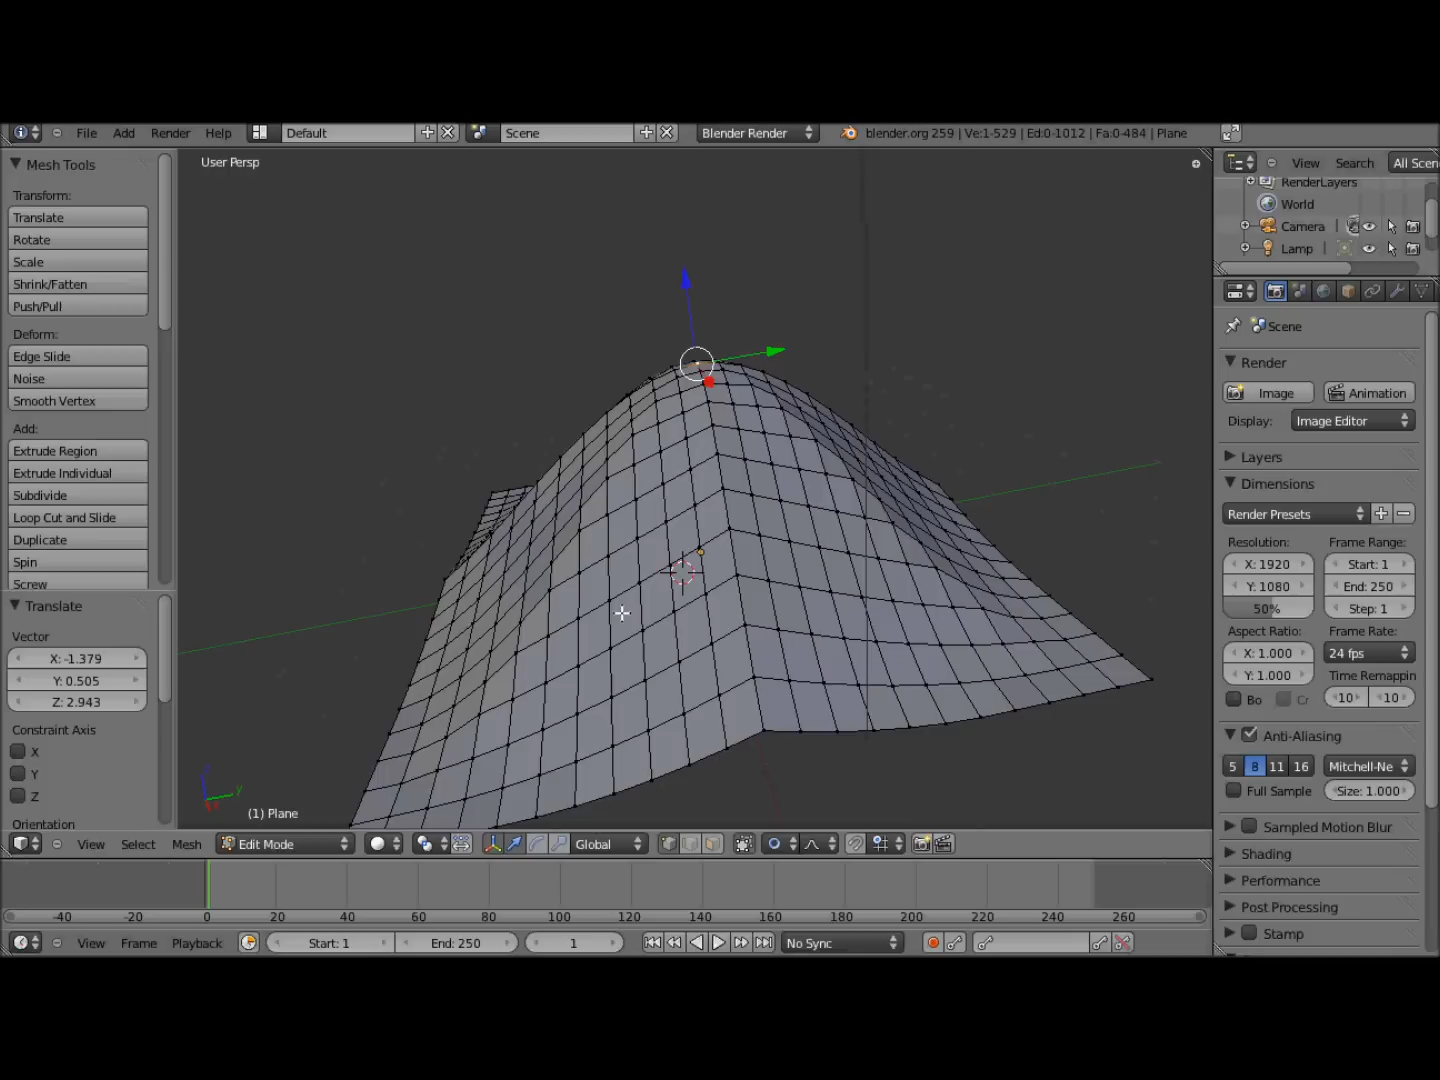 File Add Render Help Default Scene Blender Render blender.org 259 | Ve:1-529 | Ed:0-1012 | Fa:0-484 | Plane
Mesh Tools
Transform:
Translate
Rotate
Scale
Shrink/Fatten
Push/Pull
Deform:
Edge Slide
Noise
Smooth Vertex
Add:
Extrude Region
Extrude Individual
Subdivide
Loop Cut and Slide
Duplicate
Spin
Screw
Translate
Vector
X: -1.379
Y: 0.505
Z: 2.943
Constraint Axis
X
Y
Z
Orientation
User Persp
(1) Plane
View Select Mesh Edit Mode Global
-40 -20 0 20 40 60 80 100 120 140 160 180 200 220 240 260
View Frame Playback Start: 1 End: 250 1 No Sync
View Search All Scen
RenderLayers
World
Camera
Lamp
Scene
Render
Image Animation
Display: Image Editor
Layers
Dimensions
Render Presets
Resolution: Frame Range:
X: 1920 Start: 1
Y: 1080 End: 250
50% Step: 1
Aspect Ratio: Frame Rate:
X: 1.000 24 fps
Y: 1.000 Time Remappin
Bo Cr 10 10
Anti-Aliasing
5 8 11 16 Mitchell-Ne
Full Sample Size: 1.000
Sampled Motion Blur
Shading
Performance
Post Processing
Stamp